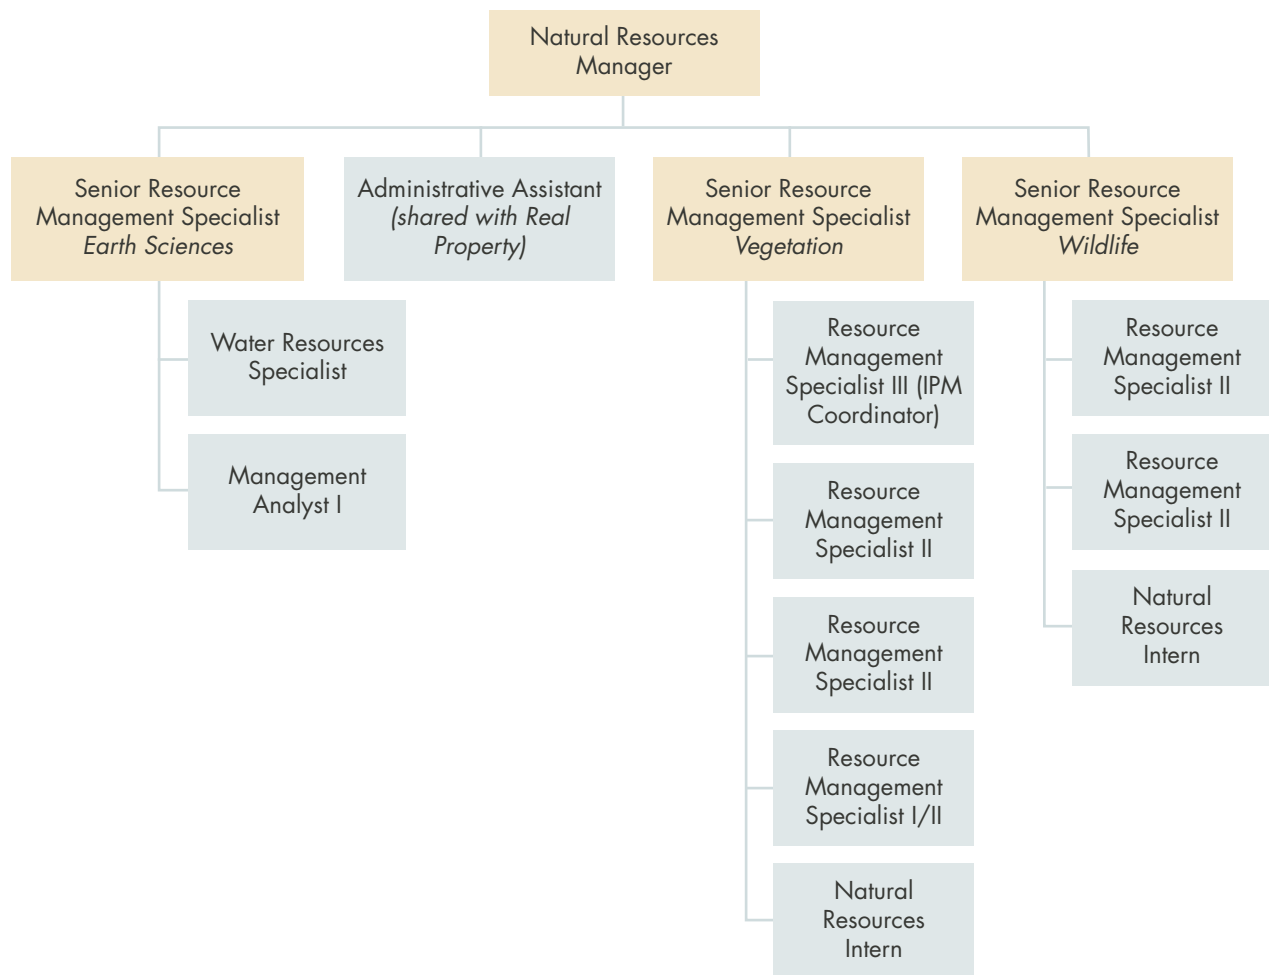 Natural Resources
Manager
Senior Resource
Management Specialist
Earth Sciences
Administrative Assistant
(shared with Real
Property)
Senior Resource
Management Specialist
Vegetation
Senior Resource
Management Specialist
Wildlife
Water Resources
Specialist
Management
Analyst I
Resource
Management
Specialist III (IPM
Coordinator)
Resource
Management
Specialist II
Resource
Management
Specialist II
Resource
Management
Specialist I/II
Natural
Resources
Intern
Resource
Management
Specialist II
Resource
Management
Specialist II
Natural
Resources
Intern